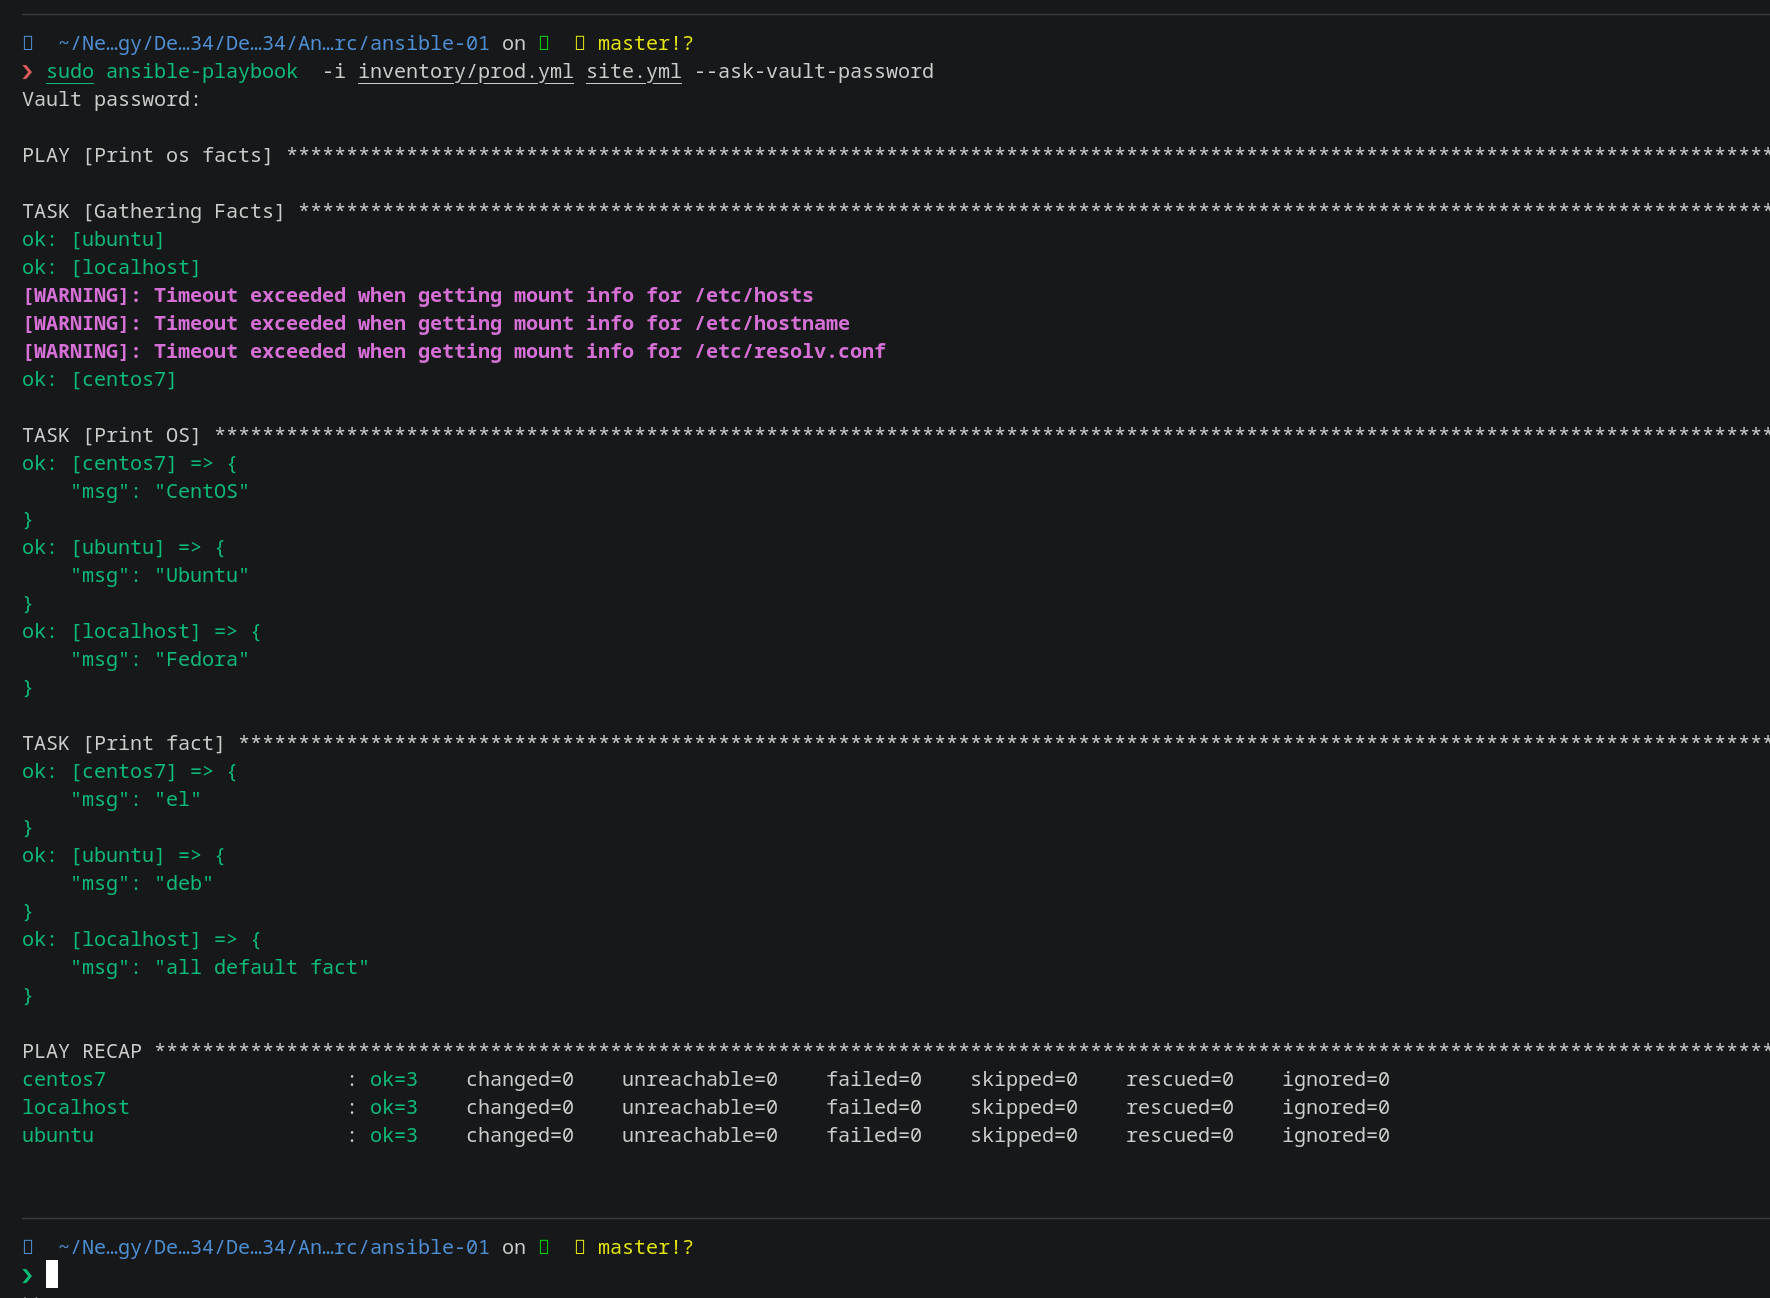 ~/Ne…gy/De…34/De…34/An…rc/ansible-01 on master!?
❯ sudo ansible-playbook  -i inventory/prod.yml site.yml --ask-vault-password
Vault password:
PLAY [Print os facts] ****************************************************************************************************************************
TASK [Gathering Facts] ***************************************************************************************************************************
ok: [ubuntu]
ok: [localhost]
[WARNING]: Timeout exceeded when getting mount info for /etc/hosts
[WARNING]: Timeout exceeded when getting mount info for /etc/hostname
[WARNING]: Timeout exceeded when getting mount info for /etc/resolv.conf
ok: [centos7]
TASK [Print OS] **********************************************************************************************************************************
ok: [centos7] => {
    "msg": "CentOS"
}
ok: [ubuntu] => {
    "msg": "Ubuntu"
}
ok: [localhost] => {
    "msg": "Fedora"
}
TASK [Print fact] ********************************************************************************************************************************
ok: [centos7] => {
    "msg": "el"
}
ok: [ubuntu] => {
    "msg": "deb"
}
ok: [localhost] => {
    "msg": "all default fact"
}
PLAY RECAP ***************************************************************************************************************************************
centos7                    : ok=3    changed=0    unreachable=0    failed=0    skipped=0    rescued=0    ignored=0
localhost                  : ok=3    changed=0    unreachable=0    failed=0    skipped=0    rescued=0    ignored=0
ubuntu                     : ok=3    changed=0    unreachable=0    failed=0    skipped=0    rescued=0    ignored=0
~/Ne…gy/De…34/De…34/An…rc/ansible-01 on master!?
❯